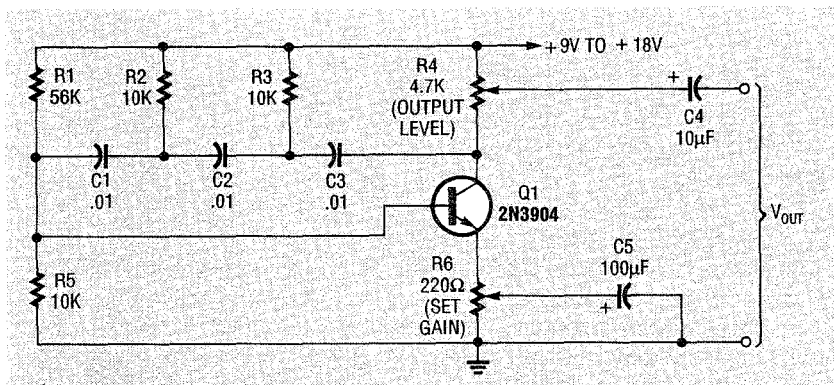 +9V TO +18V
R1
56K
R2
10K
R3
10K
R4
4.7K
(OUTPUT
LEVEL)
+
C4
10µF
C1
.01
C2
.01
C3
.01
Q1
2N3904
VOUT
R5
10K
R6
220Ω
(SET
GAIN)
C5
100µF
+